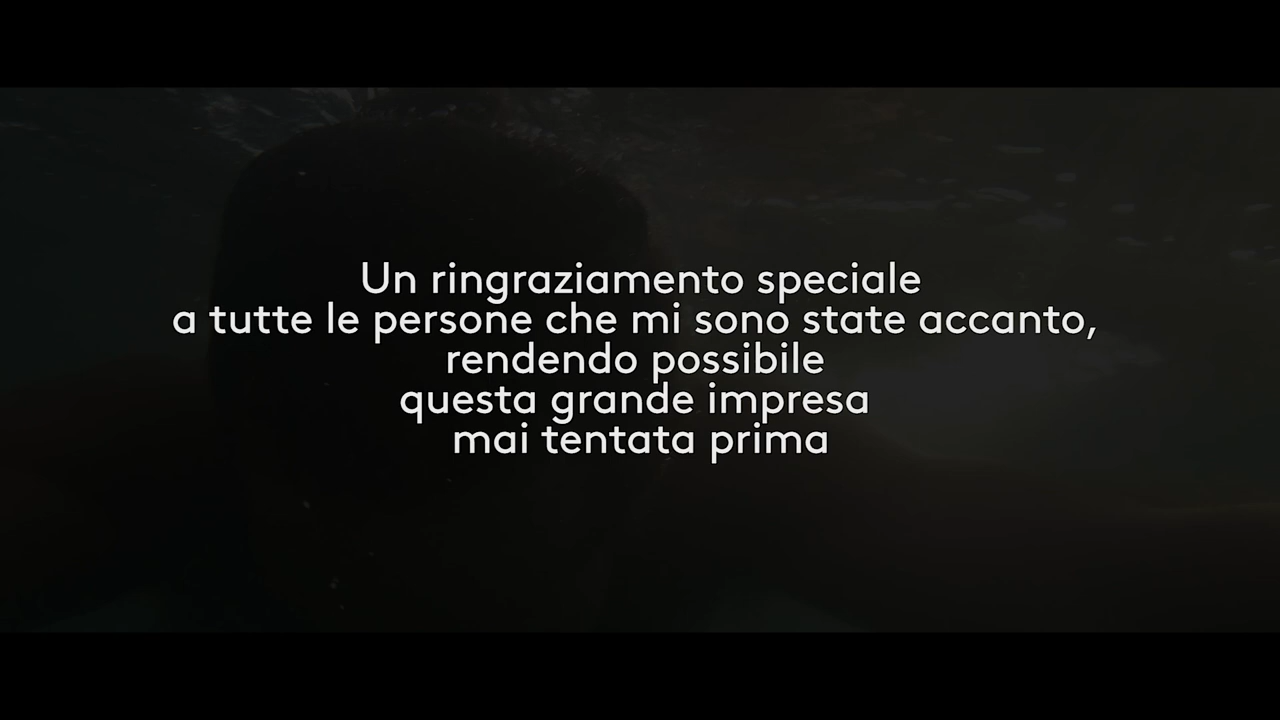 Un ringraziamento speciale
a tutte le persone che mi sono state accanto,
rendendo possibile
questa grande impresa
mai tentata prima